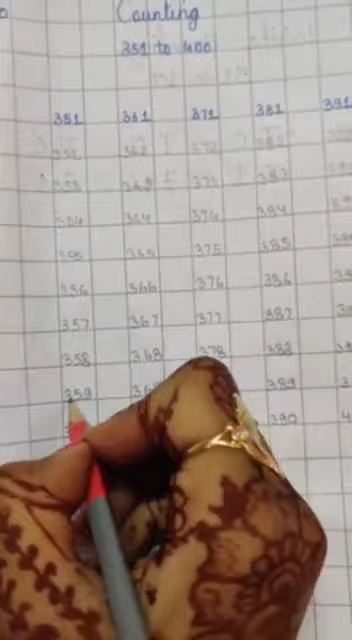 Counting
351 to 400
351 361 371 381 391
352 362 372 382
353 363 373 383
354 364 374 384
355 365 375 385
356 366 376 386
357 367 377 387
358 368 378 388
359 389
390